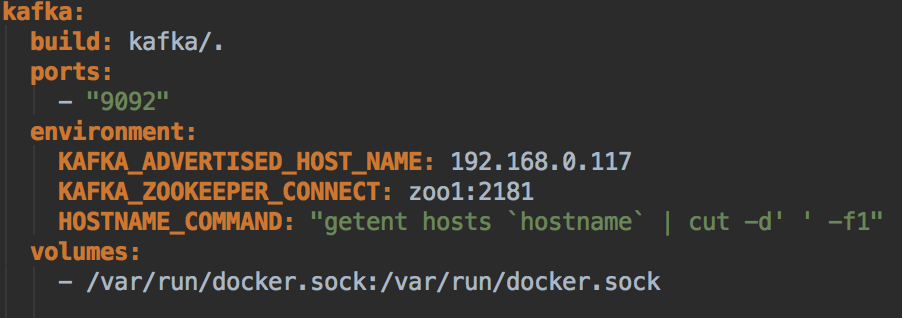 kafka:
  build: kafka/.
  ports:
    - "9092"
  environment:
    KAFKA_ADVERTISED_HOST_NAME: 192.168.0.117
    KAFKA_ZOOKEEPER_CONNECT: zoo1:2181
    HOSTNAME_COMMAND: "getent hosts `hostname` | cut -d' ' -f1"
  volumes:
    - /var/run/docker.sock:/var/run/docker.sock